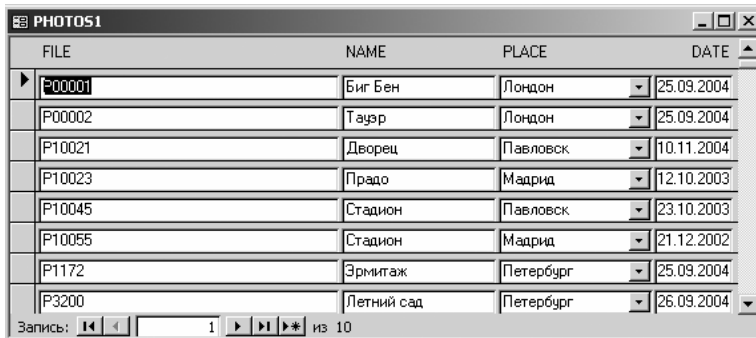 PHOTOS1
FILE NAME PLACE DATE
P00001 Биг Бен Лондон 25.09.2004
P00002 Тауэр Лондон 25.09.2004
P10021 Дворец Павловск 10.11.2004
P10023 Прадо Мадрид 12.10.2003
P10045 Стадион Павловск 23.10.2003
P10055 Стадион Мадрид 21.12.2002
P1172 Эрмитаж Петербург 25.09.2004
P3200 Летний сад Петербург 26.09.2004
Запись: 1 из 10